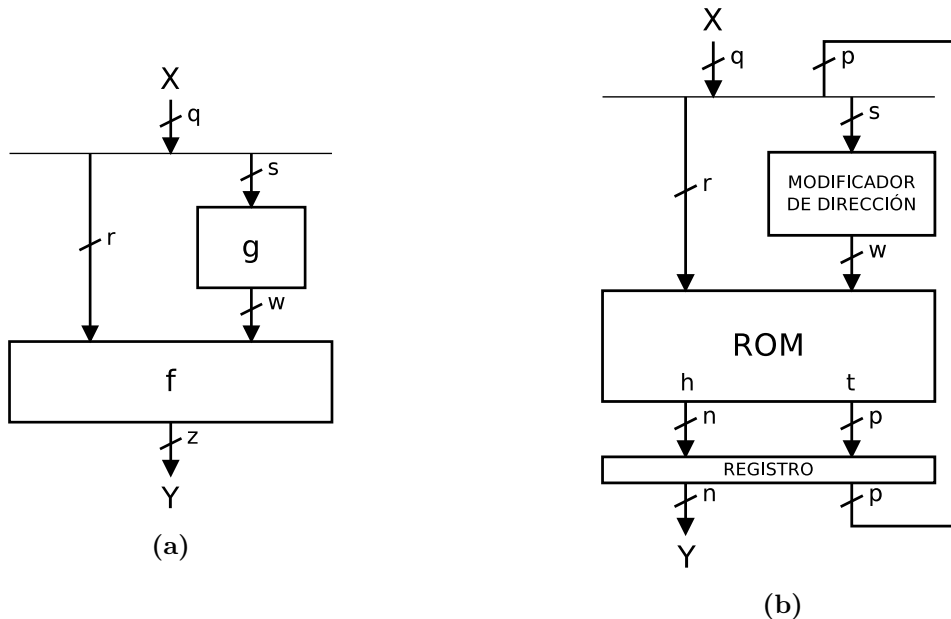 X
q
s
r
g
w
f
z
Y
(a)
X
q
p
s
MODIFICADOR
DE DIRECCIÓN
r
w
ROM
h t
n p
REGISTRO
n p
Y
(b)